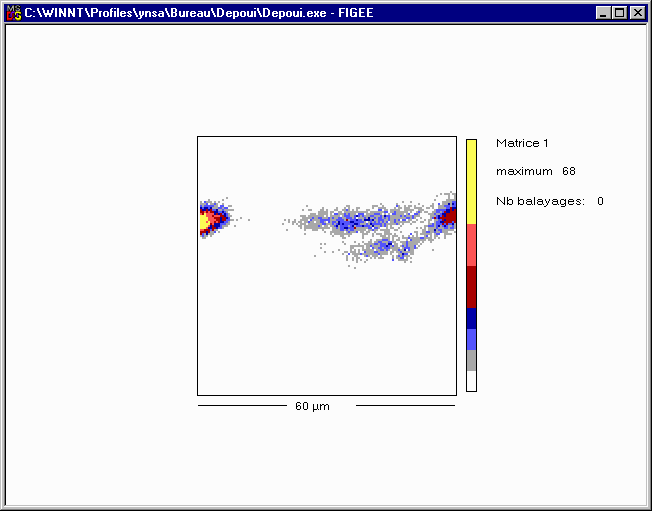 C:\WINNT\Profiles\ynsa\Bureau\Depoui\Depoui.exe - FIGEE
Matrice 1
maximum 68
Nb balayages: 0
60 µm